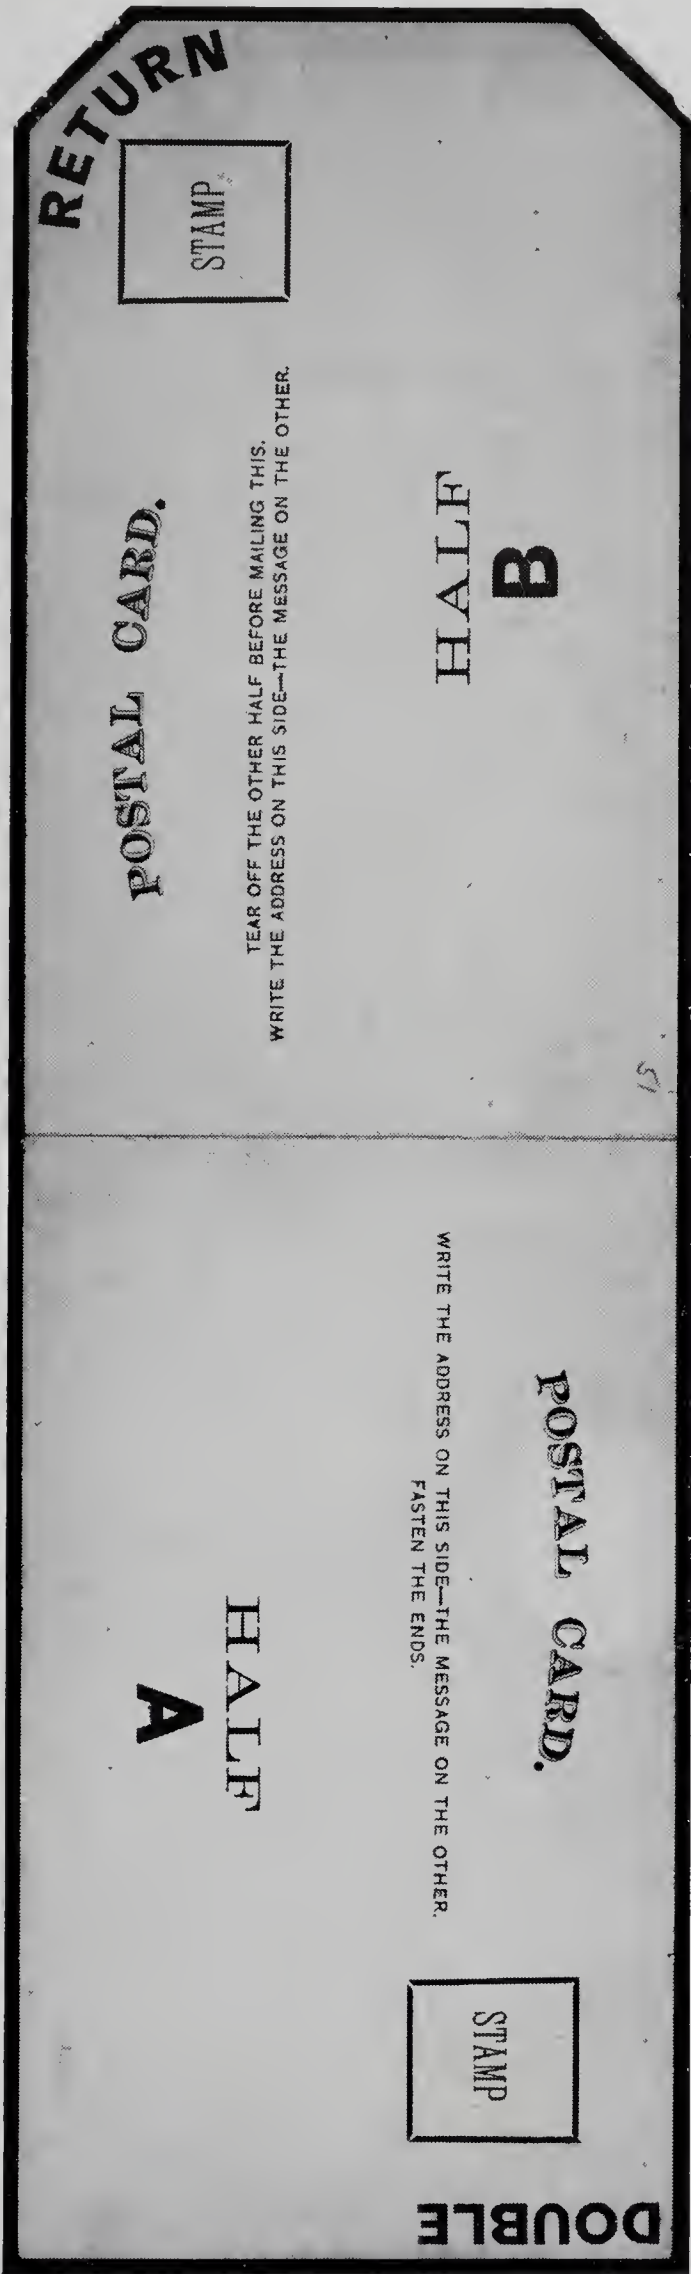 RETURN
STAMP
POSTAL CARD.
TEAR OFF THE OTHER HALF BEFORE MAILING THIS.
WRITE THE ADDRESS ON THIS SIDE—THE MESSAGE ON THE OTHER.
HALF
B
51
POSTAL CARD.
WRITE THE ADDRESS ON THIS SIDE—THE MESSAGE ON THE OTHER.
FASTEN THE ENDS.
HALF
A
STAMP
DOUBLE